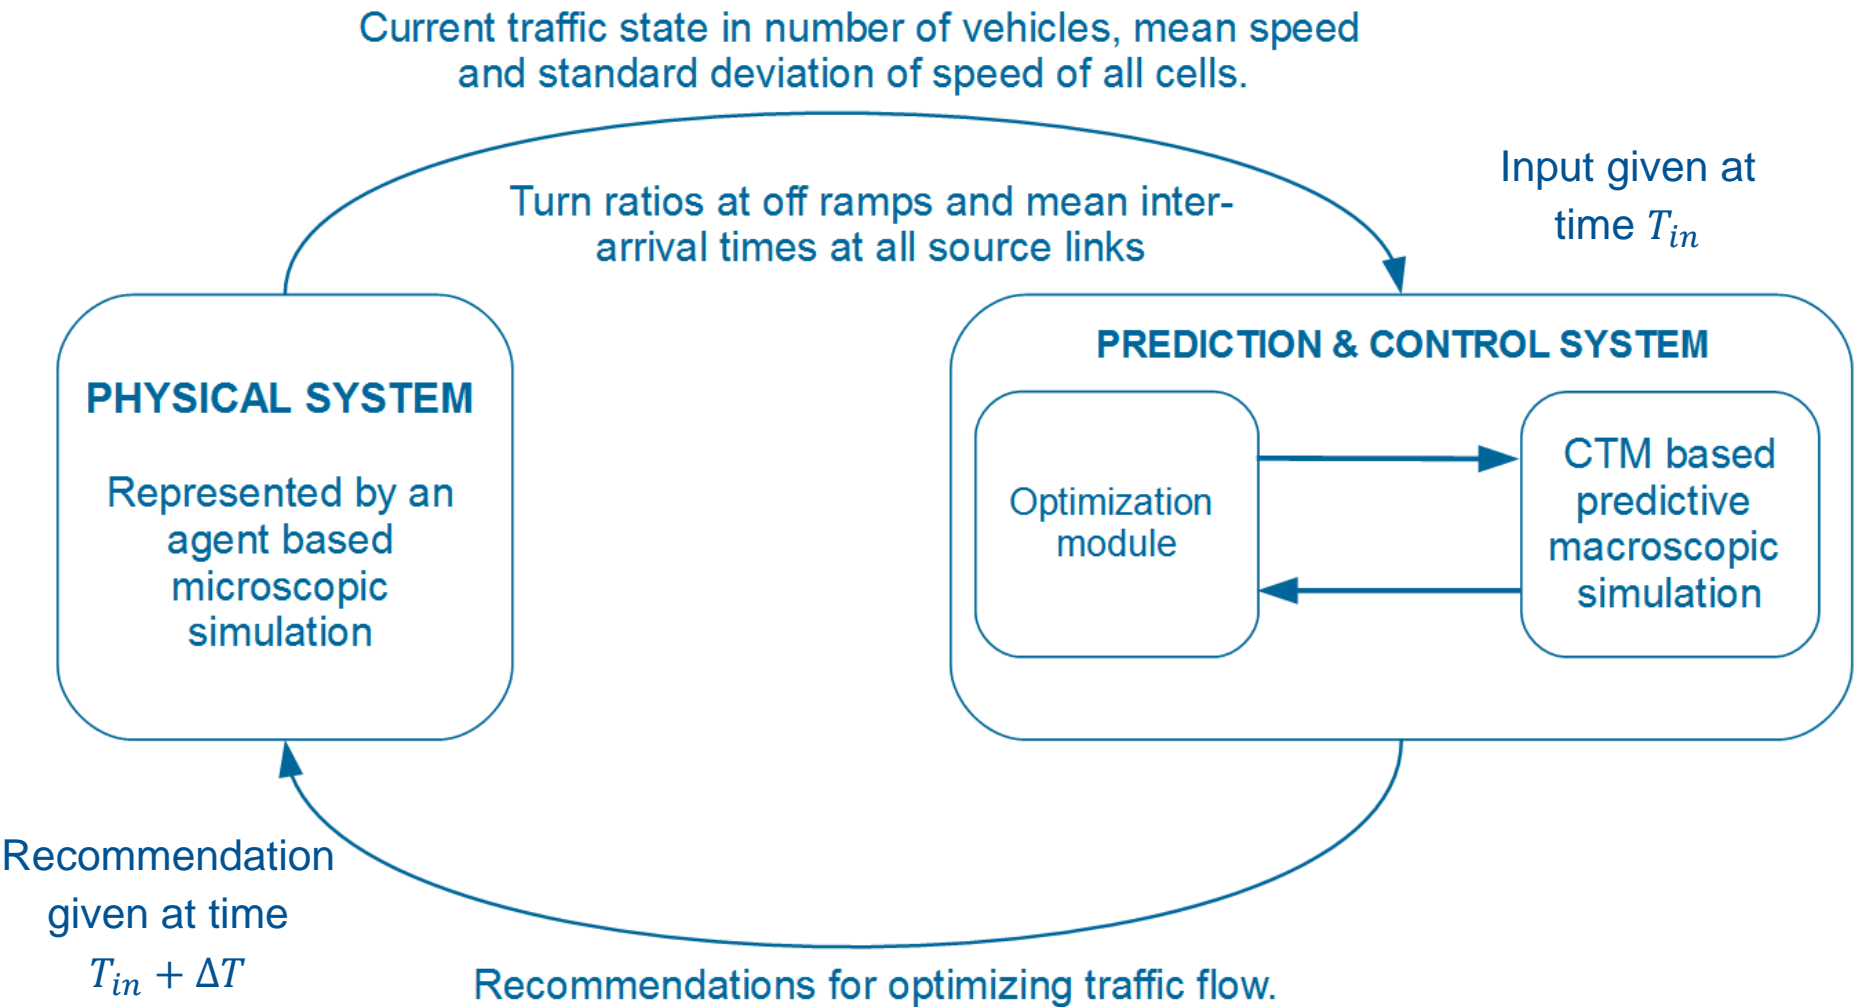 Current traffic state in number of vehicles, mean speed
and standard deviation of speed of all cells.
Turn ratios at off ramps and mean inter-
arrival times at all source links
Input given at
time T_in
PHYSICAL SYSTEM
Represented by an
agent based
microscopic
simulation
PREDICTION & CONTROL SYSTEM
Optimization
module
CTM based
predictive
macroscopic
simulation
Recommendation
given at time
T_in + ΔT
Recommendations for optimizing traffic flow.